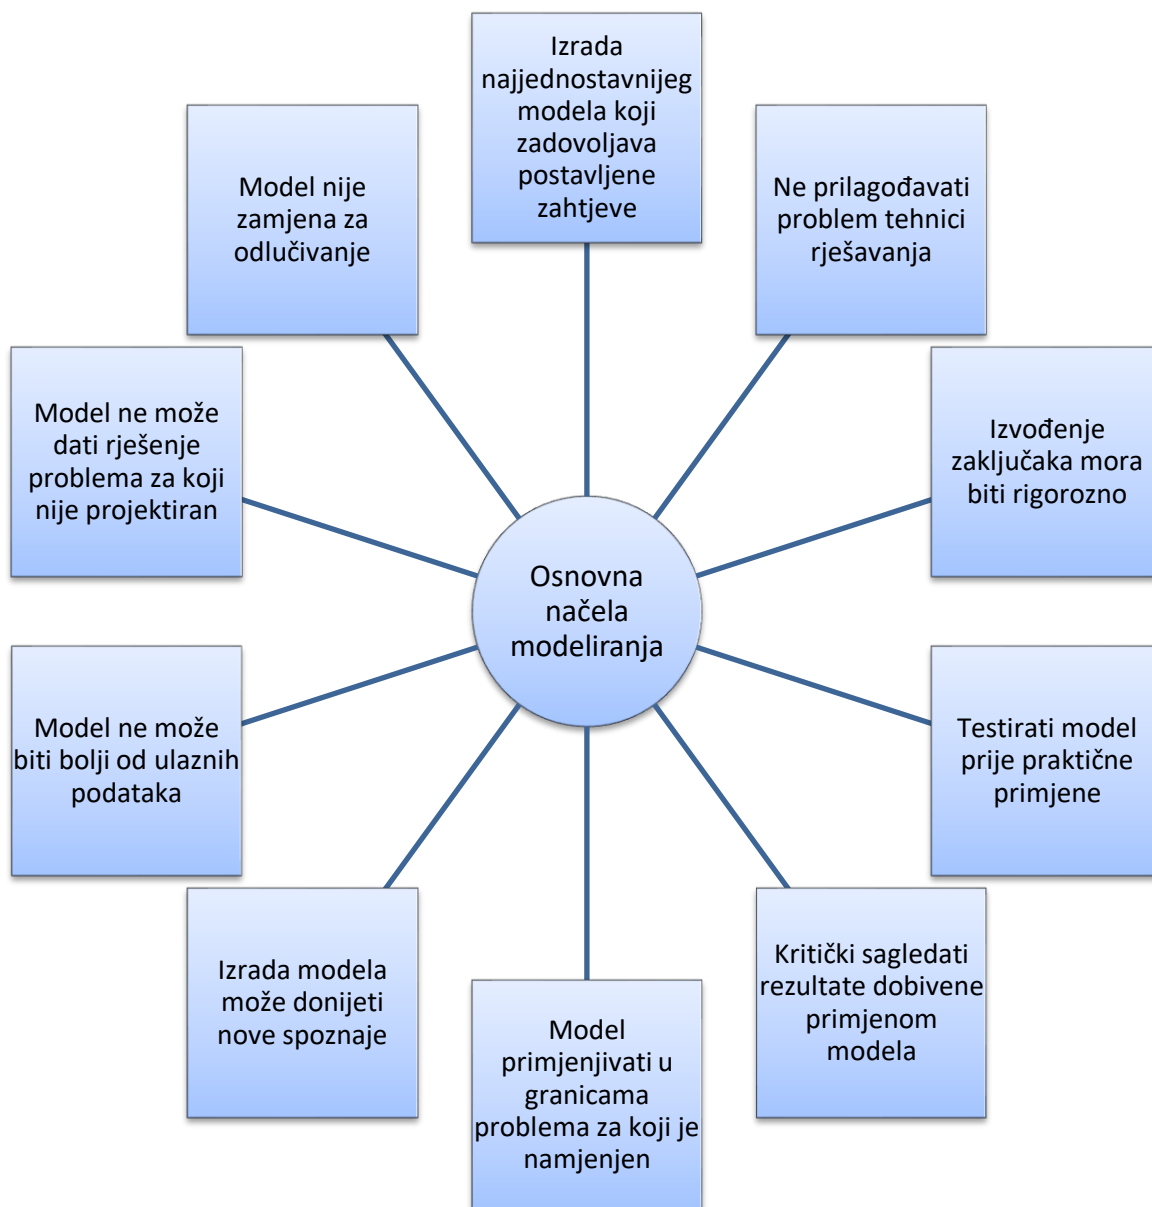 Izrada
najjednostavnijeg
modela koji
zadovoljava
postavljene
zahtjeve
Ne prilagođavati
problem tehnici
rješavanja
Izvođenje
zaključaka mora
biti rigorozno
Testirati model
prije praktične
primjene
Kritički sagledati
rezultate dobivene
primjenom
modela
Model
primjenjivati u
granicama
problema za koji je
namjenjen
Izrada modela
može donijeti
nove spoznaje
Model ne može
biti bolji od ulaznih
podataka
Model ne može
dati rješenje
problema za koji
nije projektiran
Model nije
zamjena za
odlučivanje
Osnovna
načela
modeliranja